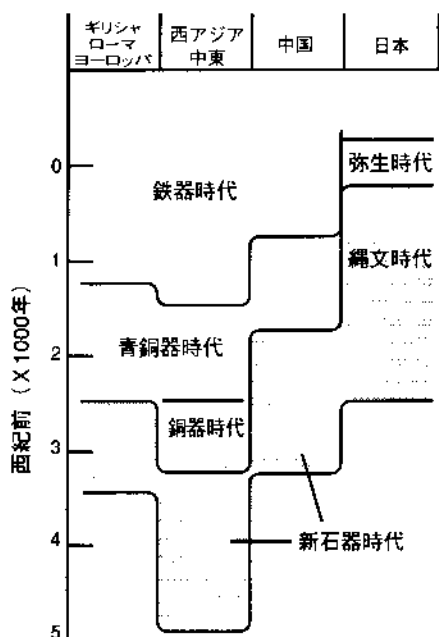 ギリシャ
ローマ
ヨーロッパ
西アジア
中東
中国
日本
0
弥生時代
鉄器時代
1
縄文時代
青銅器時代
2
銅器時代
3
新石器時代
4
5
西紀前(×1000年)